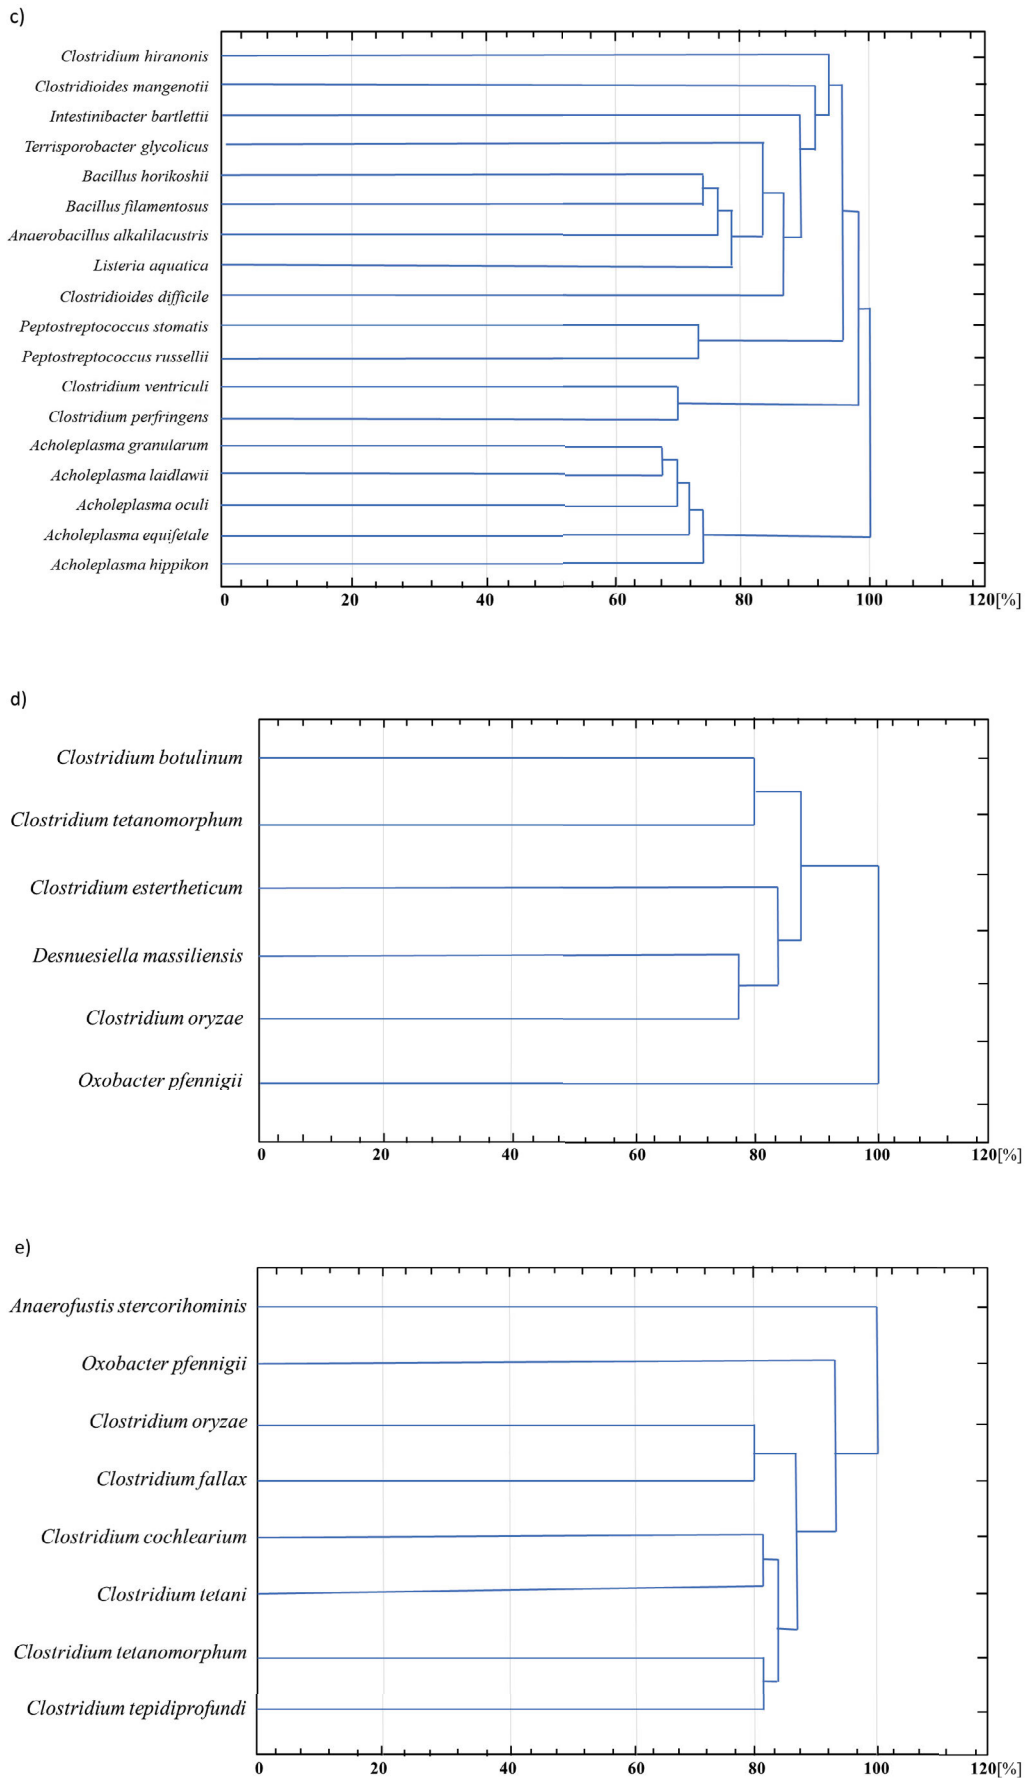 c)
Clostridium hiranonis
Clostridioides mangenotii
Intestinibacter bartlettii
Terrisporobacter glycolicus
Bacillus horikoshii
Bacillus filamentosus
Anaerobacillus alkalilacustris
Listeria aquatica
Clostridioides difficile
Peptostreptococcus stomatis
Peptostreptococcus russellii
Clostridium ventriculi
Clostridium perfringens
Acholeplasma granularum
Acholeplasma laidlawii
Acholeplasma oculi
Acholeplasma equifetale
Acholeplasma hippikon
0 20 40 60 80 100 120[%]
d)
Clostridium botulinum
Clostridium tetanomorphum
Clostridium estertheticum
Desnuesiella massiliensis
Clostridium oryzae
Oxobacter pfennigii
0 20 40 60 80 100 120[%]
e)
Anaerofustis stercorihominis
Oxobacter pfennigii
Clostridium oryzae
Clostridium fallax
Clostridium cochlearium
Clostridium tetani
Clostridium tetanomorphum
Clostridium tepidiprofundi
0 20 40 60 80 100 120[%]